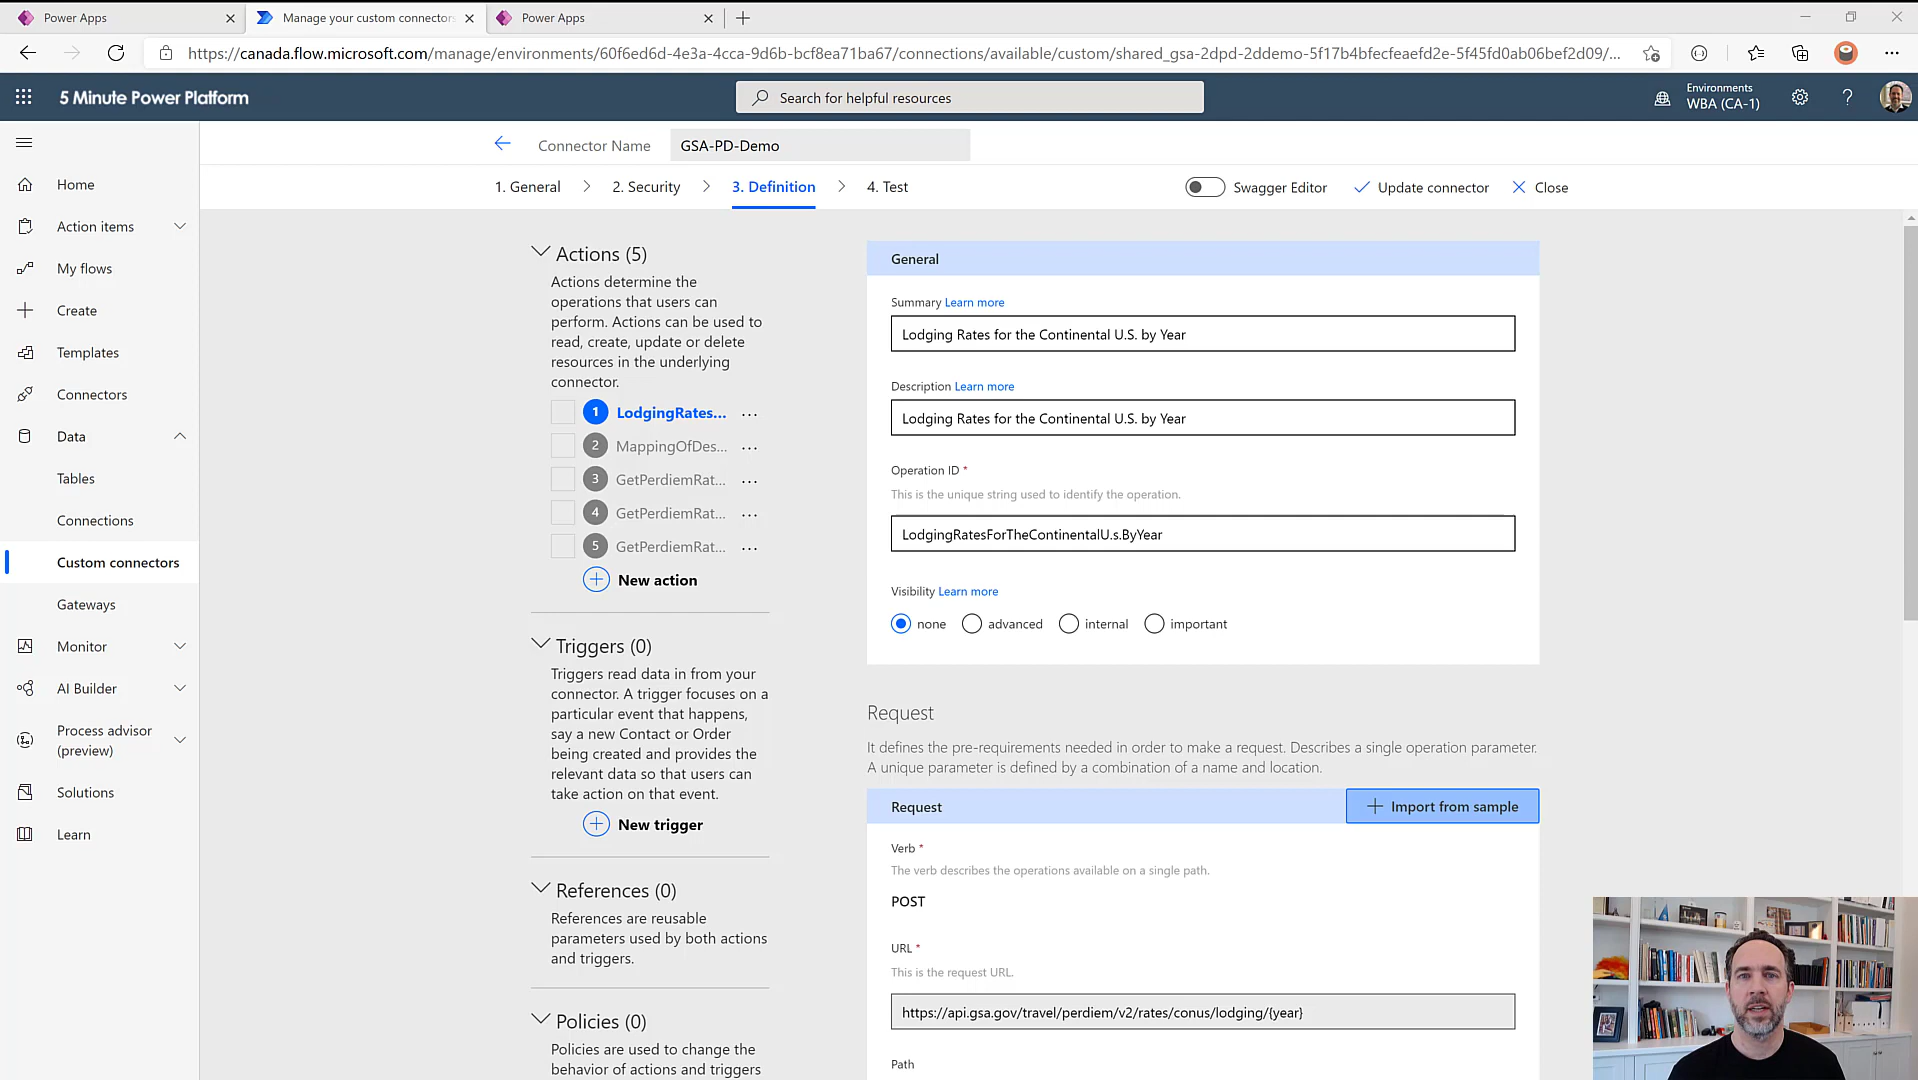 Power Apps
Manage your custom connectors
Power Apps
https://canada.flow.microsoft.com/manage/environments/60f6ed6d-4e3a-4cca-9d6b-bcf8ea71ba67/connections/available/custom/shared_gsa-2dpd-2ddemo-5f17b4bfecfeaefd2e-5f45fd0ab06bef2d09/...
5 Minute Power Platform
Search for helpful resources
Environments
WBA (CA-1)
Connector Name
GSA-PD-Demo
1. General
2. Security
3. Definition
4. Test
Swagger Editor
Update connector
Close
Home
Action items
My flows
Create
Templates
Connectors
Data
Tables
Connections
Custom connectors
Gateways
Monitor
AI Builder
Process advisor
(preview)
Solutions
Learn
Actions (5)
Actions determine the
operations that users can
perform. Actions can be used to
read, create, update or delete
resources in the underlying
connector.
1 LodgingRates... ...
2 MappingOfDes... ...
3 GetPerdiemRat... ...
4 GetPerdiemRat... ...
5 GetPerdiemRat... ...
New action
Triggers (0)
Triggers read data in from your
connector. A trigger focuses on a
particular event that happens,
say a new Contact or Order
being created and provides the
relevant data so that users can
take action on that event.
New trigger
References (0)
References are reusable
parameters used by both actions
and triggers.
Policies (0)
Policies are used to change the
behavior of actions and triggers
General
Summary Learn more
Lodging Rates for the Continental U.S. by Year
Description Learn more
Lodging Rates for the Continental U.S. by Year
Operation ID *
This is the unique string used to identify the operation.
LodgingRatesForTheContinentalU.s.ByYear
Visibility Learn more
none
advanced
internal
important
Request
It defines the pre-requirements needed in order to make a request. Describes a single operation parameter.
A unique parameter is defined by a combination of a name and location.
Request
Import from sample
Verb *
The verb describes the operations available on a single path.
POST
URL *
This is the request URL.
https://api.gsa.gov/travel/perdiem/v2/rates/conus/lodging/{year}
Path